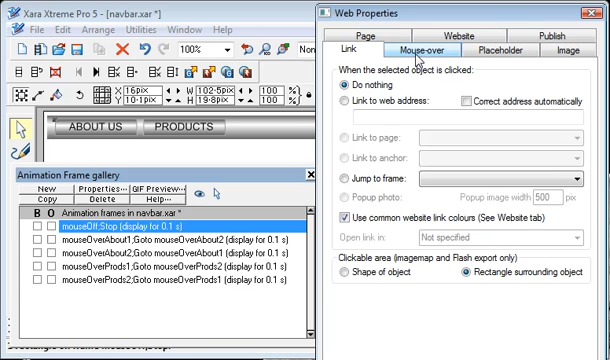 Xara Xtreme Pro 5 - [navbar.xar *]
File Edit Arrange Utilities Window Help
100%
X 16pix
Y 10·1pix
W 102·5pix
H 19·8pix
100%
ABOUT US PRODUCTS
Animation Frame gallery
New Properties... GIF Preview...
Copy Delete Help...
B O Animation frames in navbar.xar *
mouseOff;Stop (display for 0.1 s)
mouseOverAbout1;Goto mouseOverAbout2 (display for 0.1 s)
mouseOverAbout2;Goto mouseOverAbout1 (display for 0.1 s)
mouseOverProds1;Goto mouseOverProds2 (display for 0.1 s)
mouseOverProds2;Goto mouseOverProds1 (display for 0.1 s)
Web Properties
Page Website Publish
Link Mouse-over Placeholder Image
When the selected object is clicked:
Do nothing
Link to web address: Correct address automatically
Link to page:
Link to anchor:
Jump to frame:
Popup photo: Popup image width 500 pix
Use common website link colours (See Website tab)
Open link in: Not specified
Clickable area (imagemap and Flash export only)
Shape of object Rectangle surrounding object